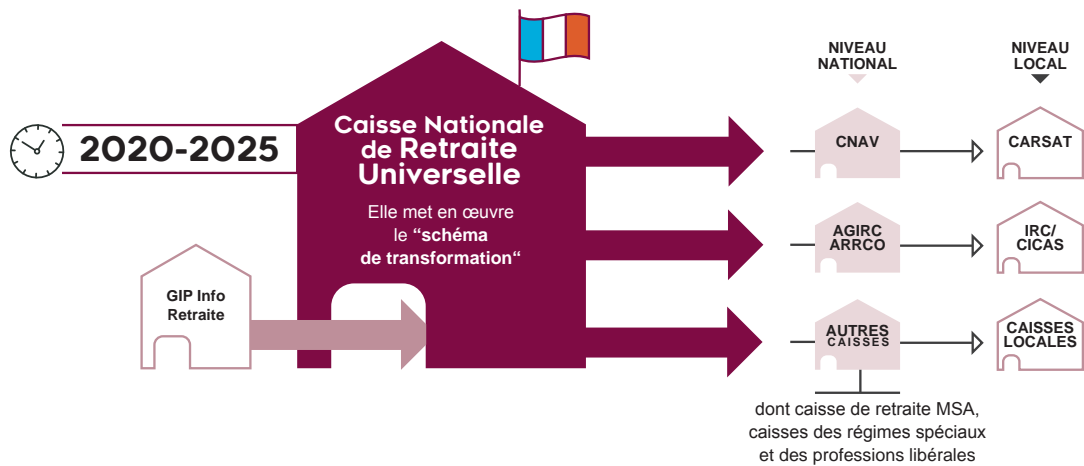 NIVEAU
NATIONAL
NIVEAU
LOCAL
2020-2025
Caisse Nationale
de Retraite
Universelle
Elle met en œuvre
le “schéma
de transformation“
GIP Info
Retraite
CNAV
CARSAT
AGIRC
ARRCO
IRC/
CICAS
AUTRES
CAISSES
CAISSES
LOCALES
dont caisse de retraite MSA,
caisses des régimes spéciaux
et des professions libérales